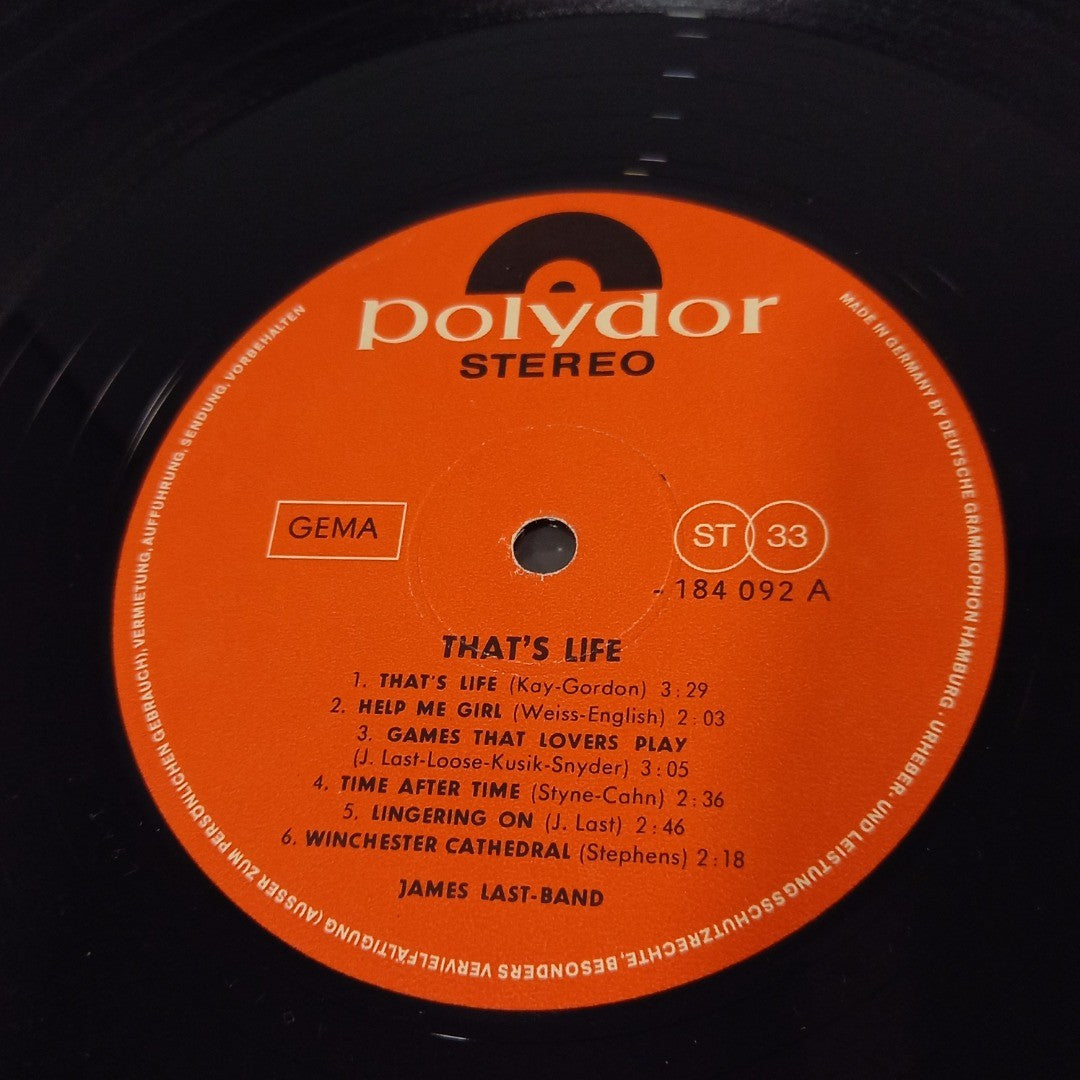 polydor
STEREO
GEMA
ST 33
- 184 092 A
THAT'S LIFE
1. THAT'S LIFE (Kay-Gordon) 3:29
2. HELP ME GIRL (Weiss-English) 2:03
3. GAMES THAT LOVERS PLAY
(J. Last-Loose-Kusik-Snyder) 3:05
4. TIME AFTER TIME (Styne-Cahn) 2:36
5. LINGERING ON (J. Last) 2:46
6. WINCHESTER CATHEDRAL (Stephens) 2:18
JAMES LAST-BAND
MADE IN GERMANY BY DEUTSCHE GRAMMOPHON HAMBURG · URHEBER- UND LEISTUNGSSCHUTZRECHTE, BESONDERS VERVIELFÄLTIGUNG (AUSSER ZUM PERSÖNLICHEN GEBRAUCH), VERMIETUNG, AUFFÜHRUNG, SENDUNG, VORBEHALTEN